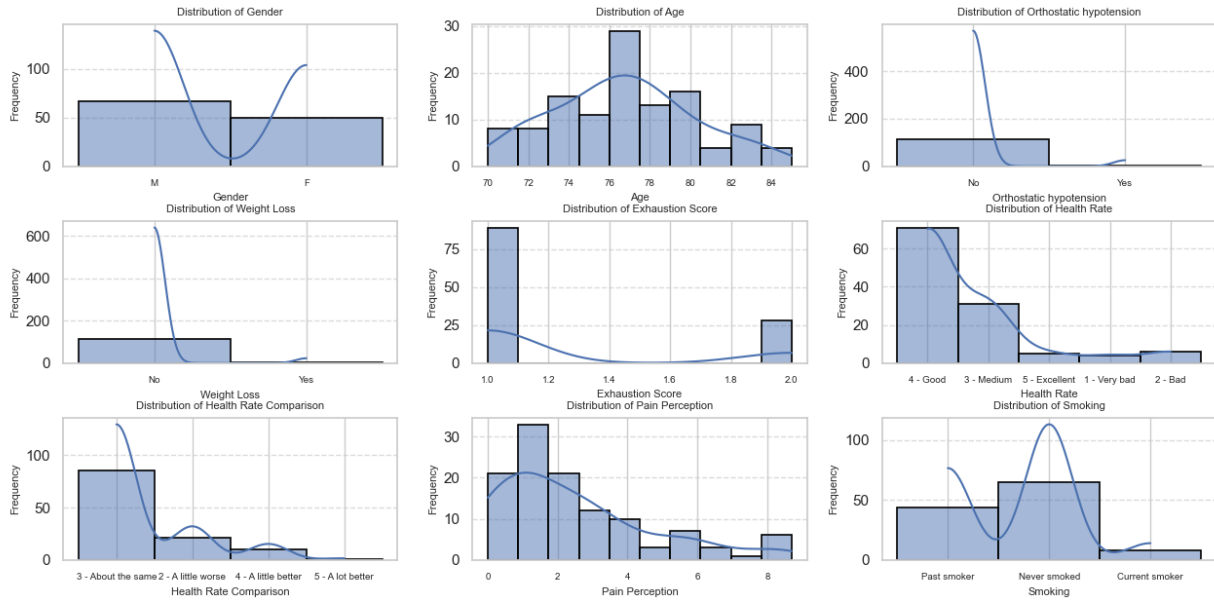 Distribution of Gender
Frequency
100
50
0
M F
Gender
Distribution of Age
Frequency
30
20
10
0
70 72 74 76 78 80 82 84
Age
Distribution of Orthostatic hypotension
Frequency
400
200
0
No Yes
Orthostatic hypotension
Distribution of Weight Loss
Frequency
600
400
200
0
No Yes
Weight Loss
Distribution of Exhaustion Score
Frequency
75
50
25
0
1.0 1.2 1.4 1.6 1.8 2.0
Exhaustion Score
Distribution of Health Rate
Frequency
60
40
20
0
4 - Good 3 - Medium 5 - Excellent 1 - Very bad 2 - Bad
Health Rate
Distribution of Health Rate Comparison
Frequency
100
50
0
3 - About the same 2 - A little worse 4 - A little better 5 - A lot better
Health Rate Comparison
Distribution of Pain Perception
Frequency
30
20
10
0
0 2 4 6 8
Pain Perception
Distribution of Smoking
Frequency
100
50
0
Past smoker Never smoked Current smoker
Smoking